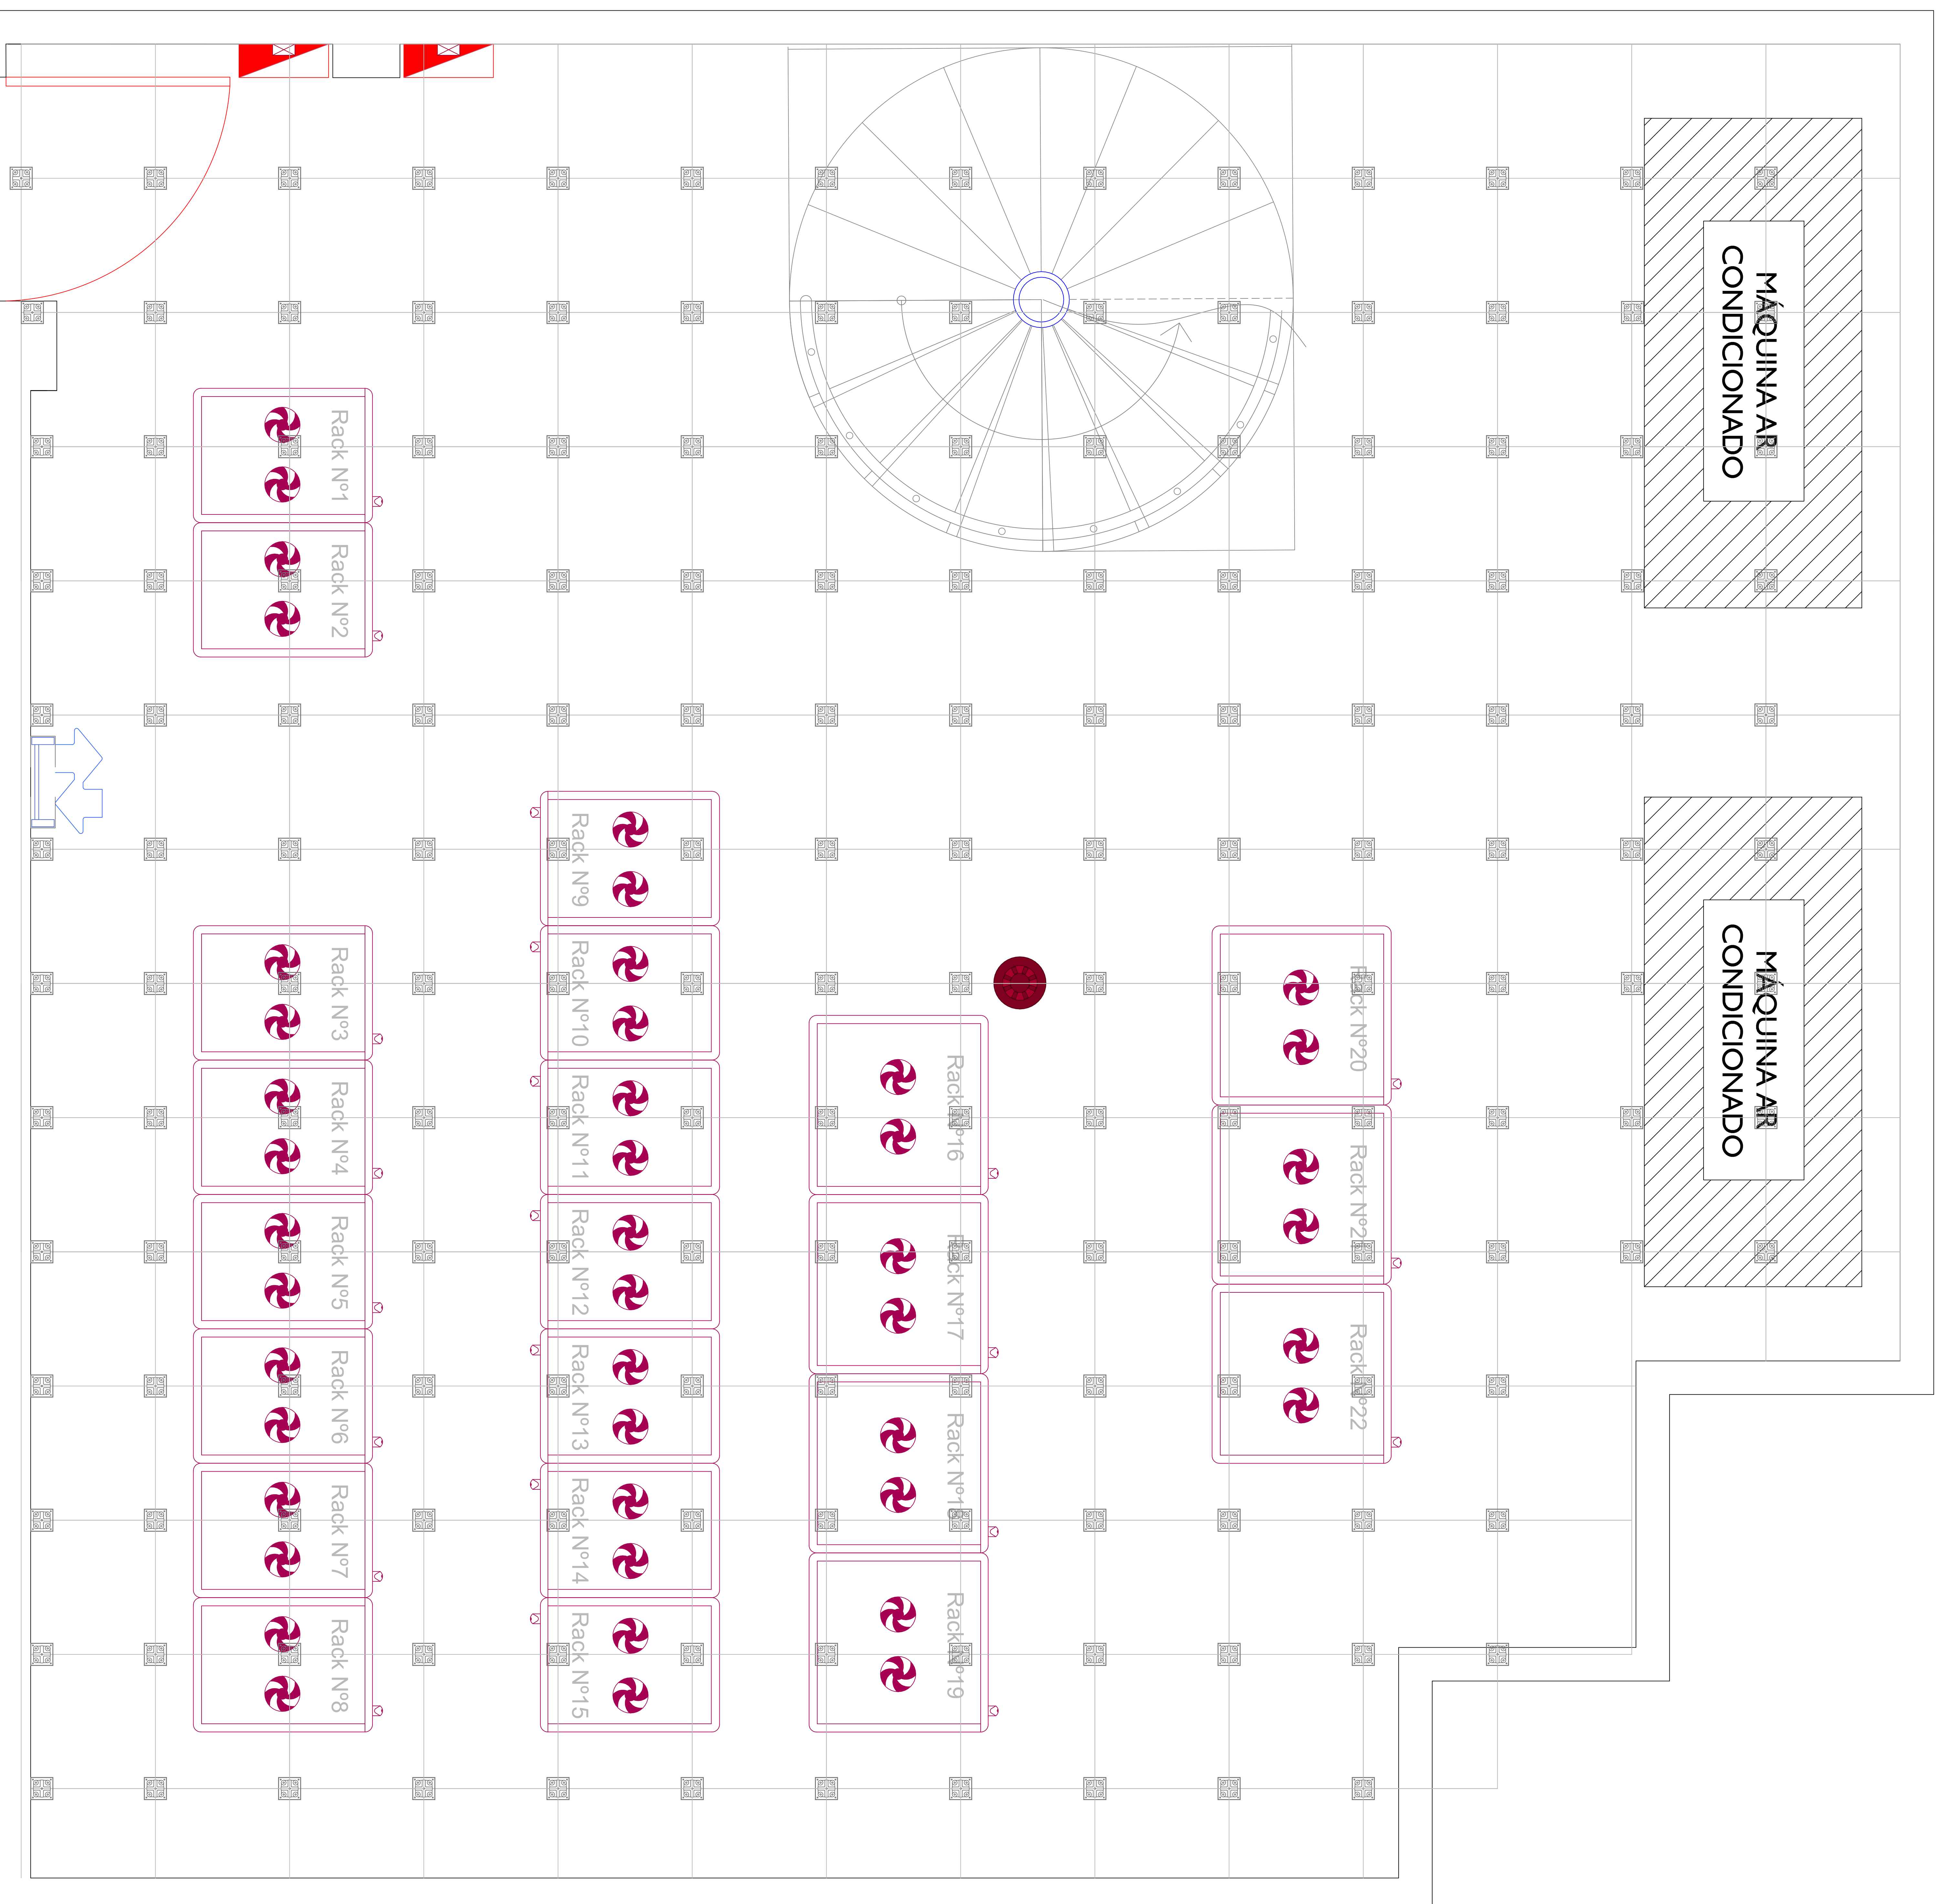 MÁQUINA AR
CONDICIONADO
Rack Nº1
Rack Nº2
MÁQUINA AR
CONDICIONADO
Rack Nº3
Rack Nº4
Rack Nº5
Rack Nº6
Rack Nº7
Rack Nº8
Rack Nº9
Rack Nº10
Rack Nº11
Rack Nº12
Rack Nº13
Rack Nº14
Rack Nº15
Rack Nº16
Rack Nº17
Rack Nº18
Rack Nº19
Rack Nº20
Rack Nº21
Rack Nº22